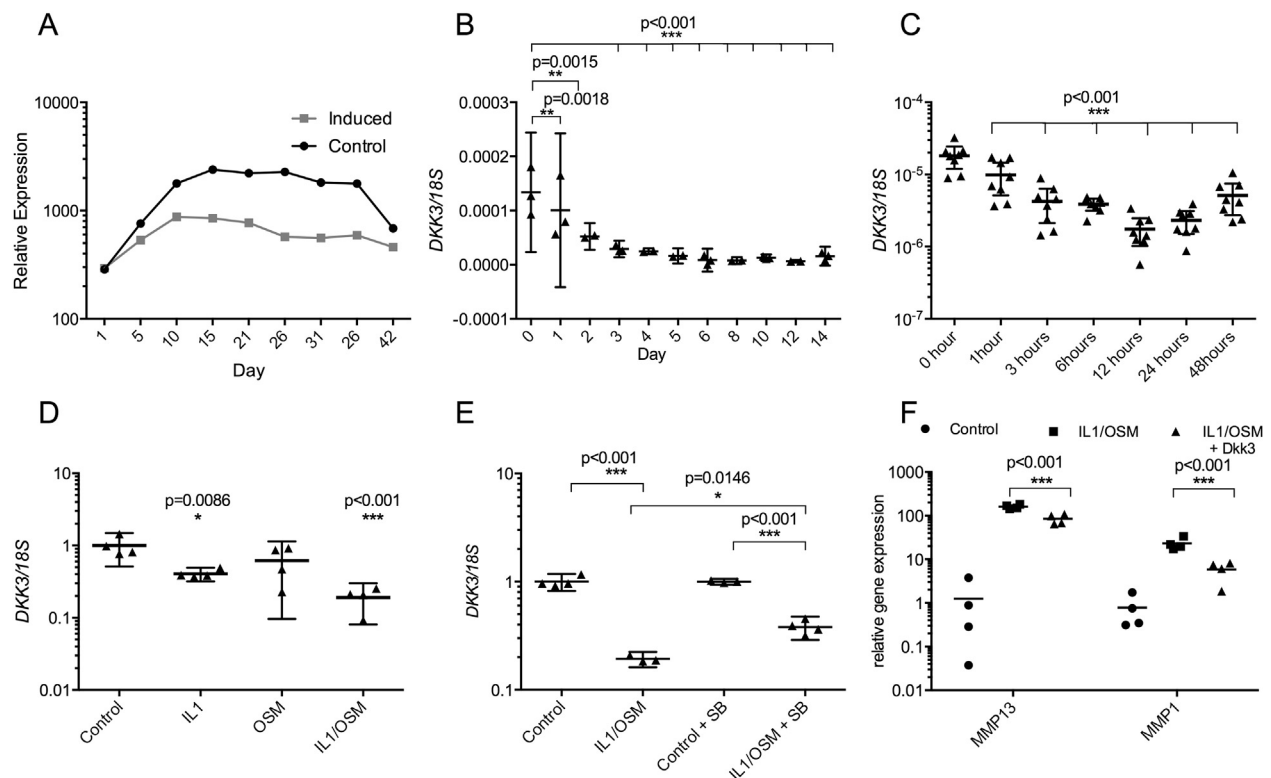 A
10000
1000
100
Relative Expression
Induced
Control
1
5
10
15
21
26
31
26
42
Day
B
p<0.001
***
p=0.0015
**
p=0.0018
**
0.0003
0.0002
0.0001
0.0000
-0.0001
DKK3/18S
0
1
2
3
4
5
6
8
10
12
14
Day
C
p<0.001
***
10-4
10-5
10-6
10-7
DKK3/18S
0 hour
1hour
3 hours
6hours
12 hours
24 hours
48hours
D
10
1
0.1
0.01
DKK3/18S
p=0.0086
*
p<0.001
***
Control
IL1
OSM
IL1/OSM
E
10
1
0.1
DKK3/18S
p<0.001
***
p=0.0146
*
p<0.001
***
Control
IL1/OSM
Control + SB
IL1/OSM + SB
F
Control
IL1/OSM
IL1/OSM
+ Dkk3
1000
100
10
1
0.1
0.01
relative gene expression
p<0.001
***
p<0.001
***
MMP13
MMP1